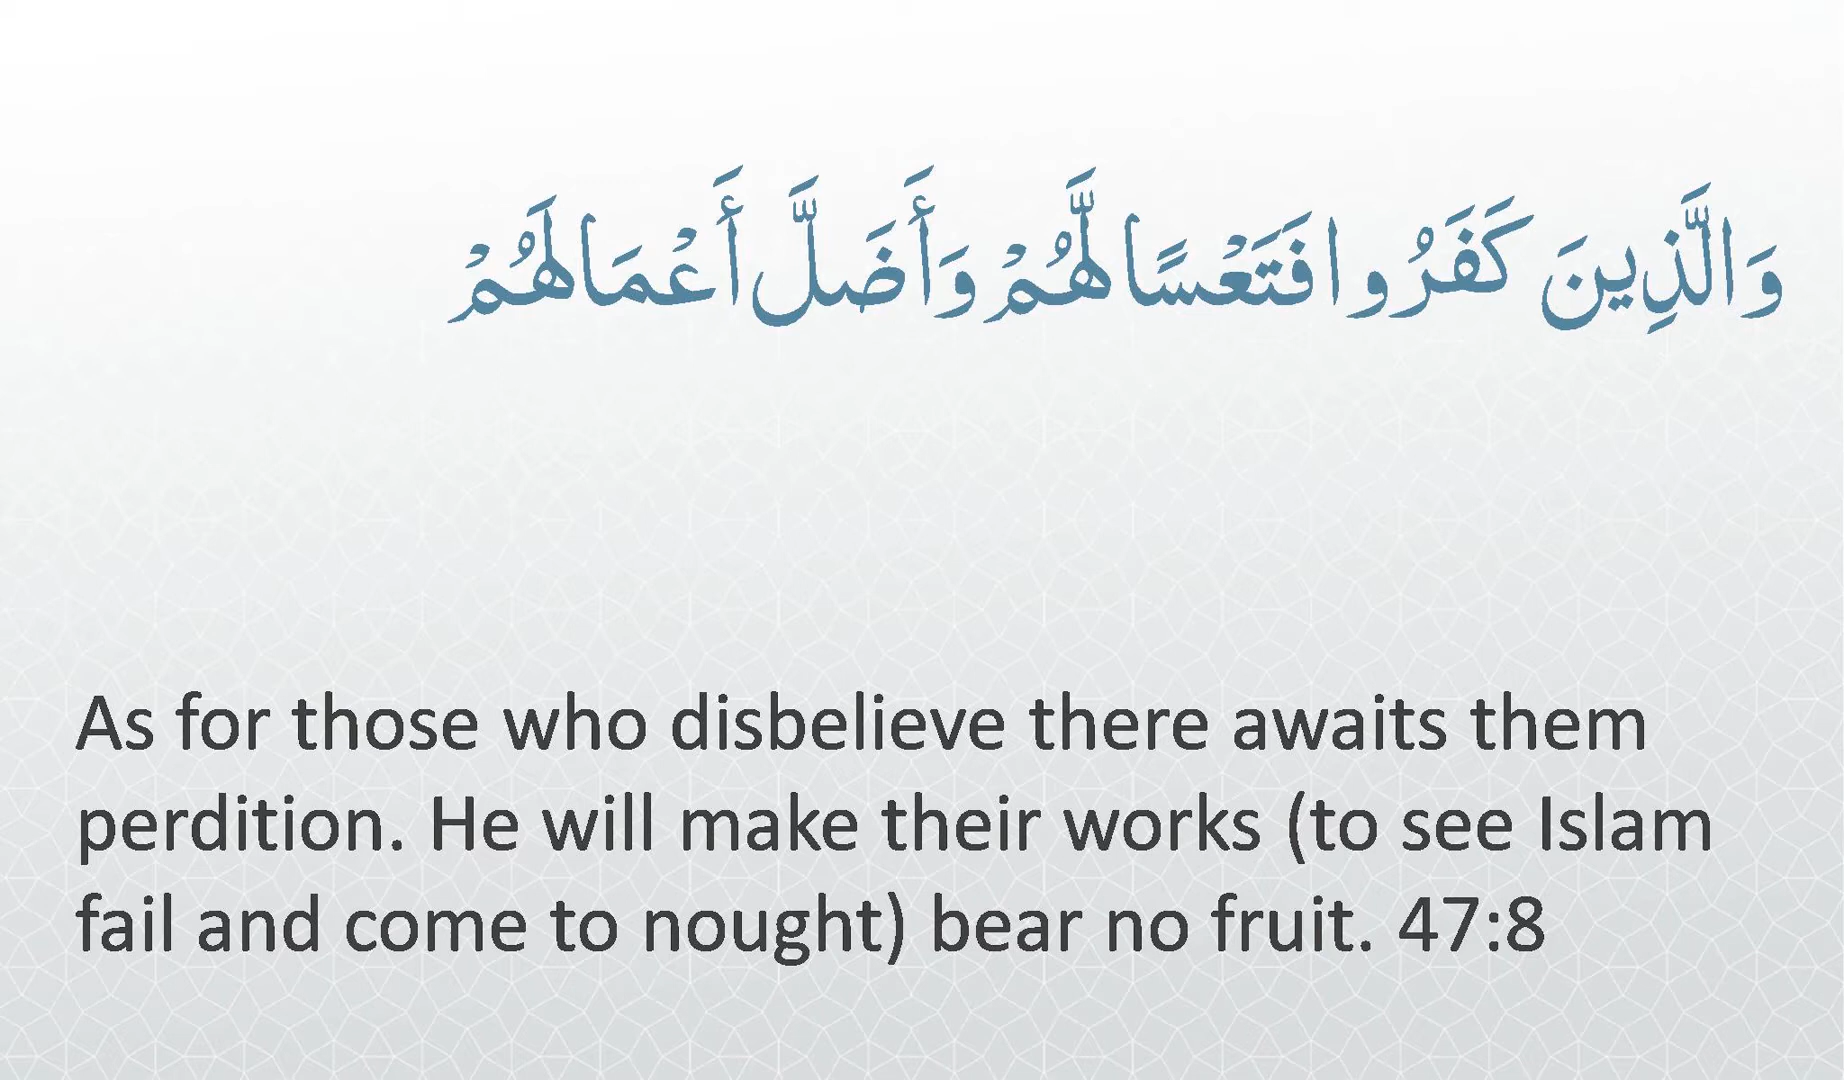 وَالَّذِينَ كَفَرُوا فَتَعْسًا لَّهُمْ وَأَضَلَّ أَعْمَالَهُمْ
As for those who disbelieve there awaits them
perdition. He will make their works (to see Islam
fail and come to nought) bear no fruit. 47:8